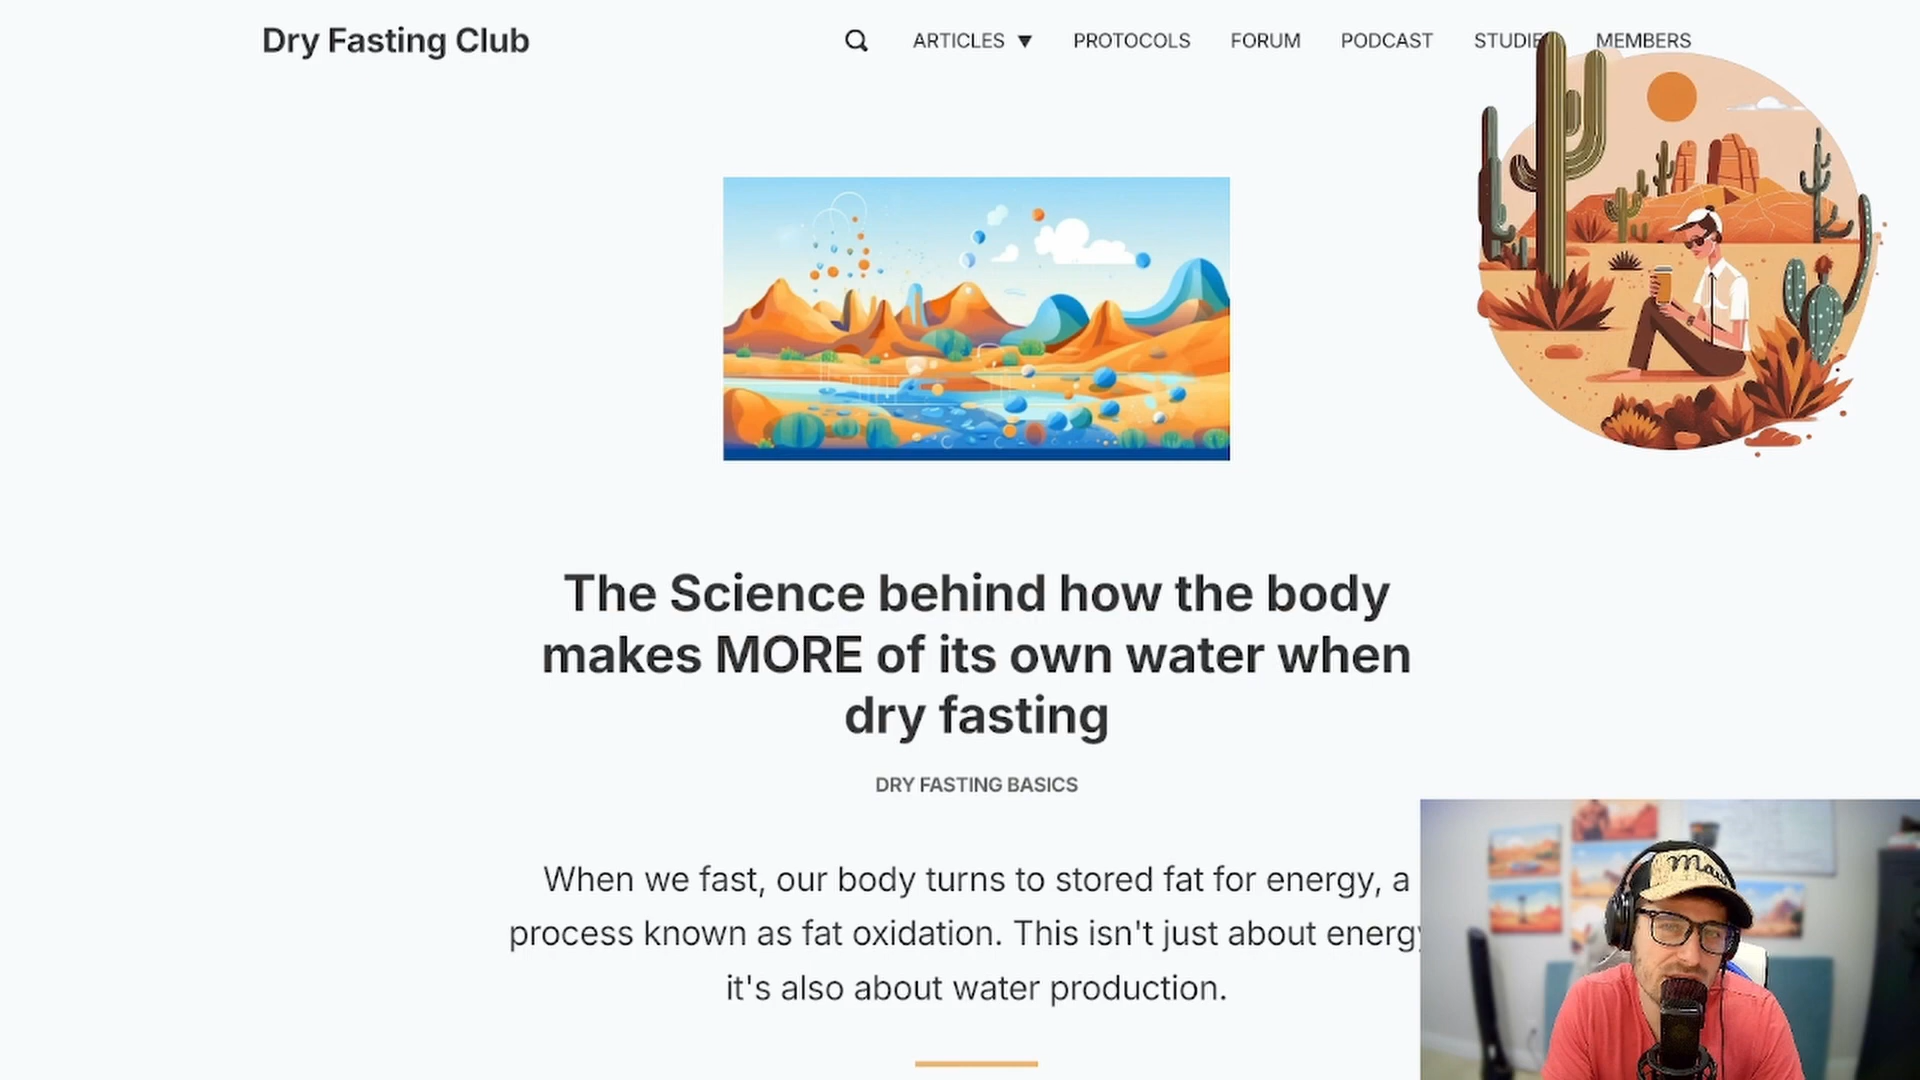 Dry Fasting Club
ARTICLES ▼ PROTOCOLS FORUM PODCAST STUDIE MEMBERS
The Science behind how the body
makes MORE of its own water when
dry fasting
DRY FASTING BASICS
When we fast, our body turns to stored fat for energy, a
process known as fat oxidation. This isn't just about energy
it's also about water production.